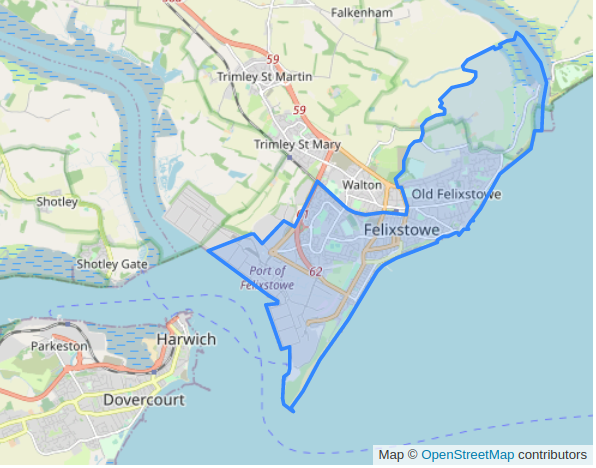 Falkenham
59
Trimley St Martin
59
Trimley St Mary
Walton
Old Felixstowe
Shotley
61
Felixstowe
Shotley Gate
Port of
Felixstowe
62
Harwich
Parkeston
Dovercourt
Map © OpenStreetMap contributors